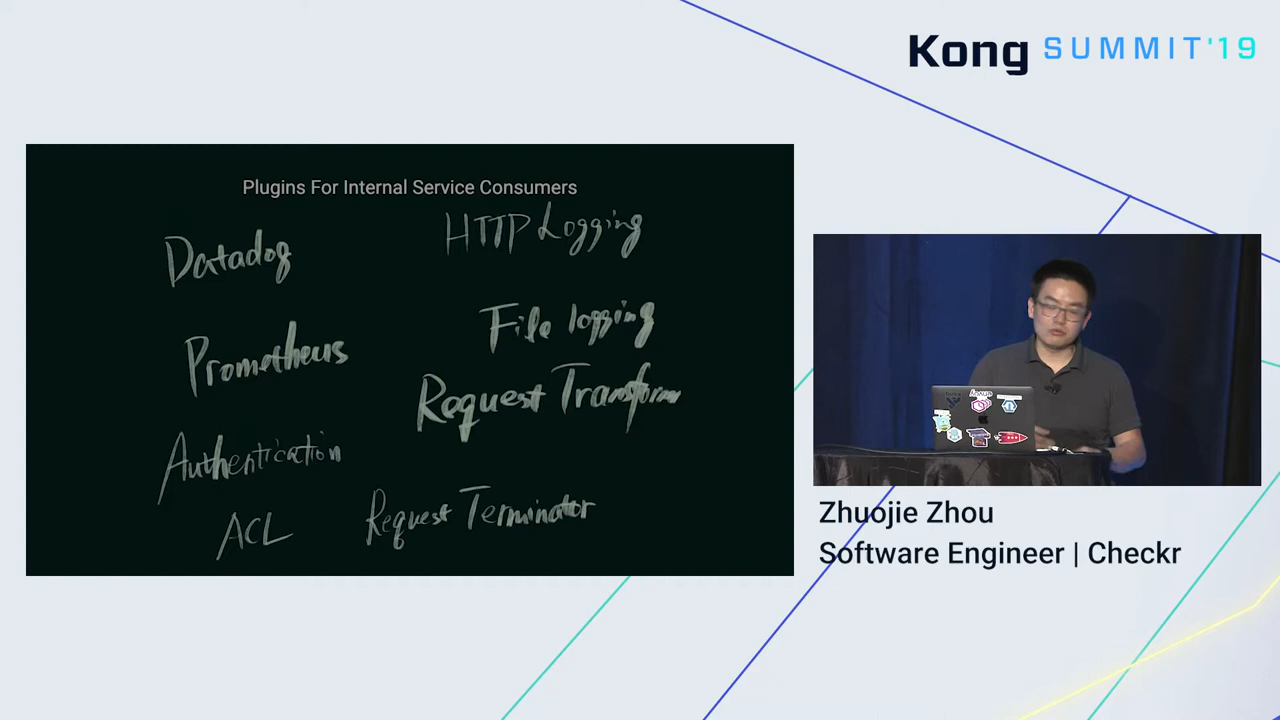 Kong SUMMIT'19
Plugins For Internal Service Consumers
Datadog
HTTP Logging
Prometheus
File logging
Request Transform
Authentication
ACL
Request Terminator
Zhuojie Zhou
Software Engineer | Checkr